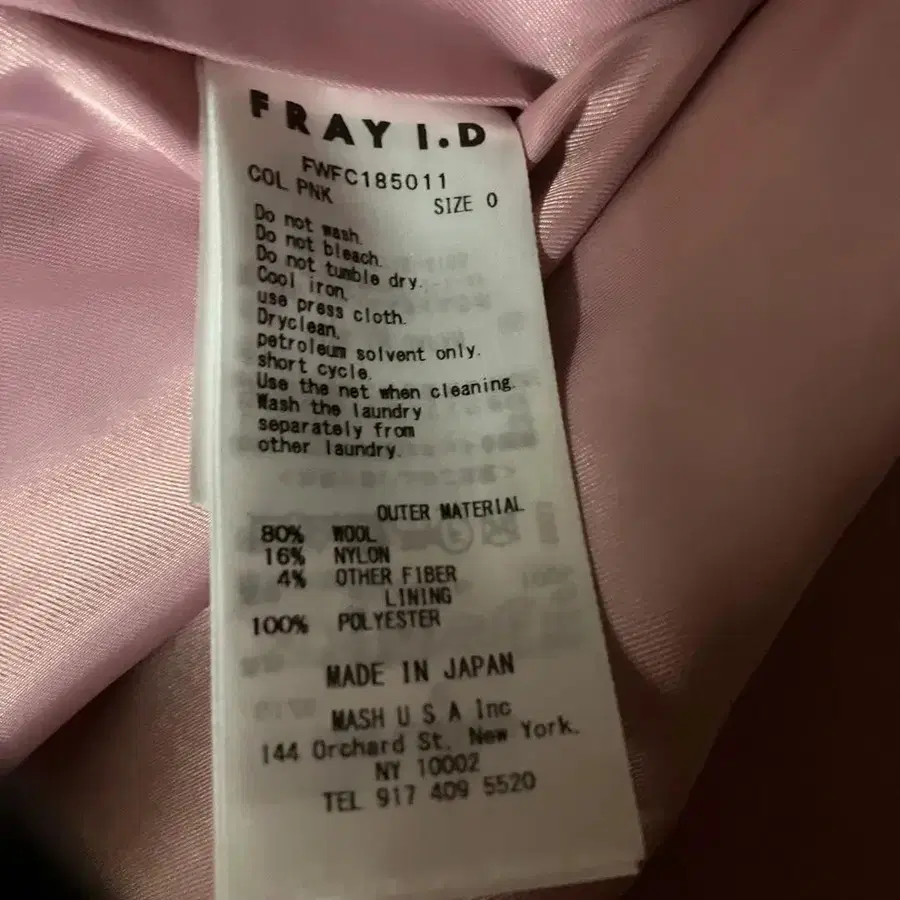 FRAY I.D
FWFC185011
COL PNK SIZE 0
Do not wash.
Do not bleach.
Do not tumble dry.
Cool iron,
use press cloth.
Dryclean,
petroleum solvent only.
short cycle.
Use the net when cleaning.
Wash the laundry
separately from
other laundry.
OUTER MATERIAL
80% WOOL
16% NYLON
4% OTHER FIBER
LINING
100% POLYESTER
MADE IN JAPAN
MASH U S A Inc
144 Orchard St. New York.
NY 10002
TEL 917 409 5520